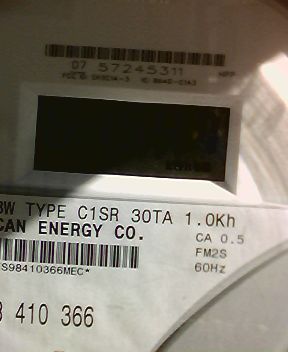 07 57245311
3W TYPE C1SR 30TA 1.0Kh
CAN ENERGY CO.
CA 0.5
FM2S
60Hz
S98410366MEC*
3 410 366